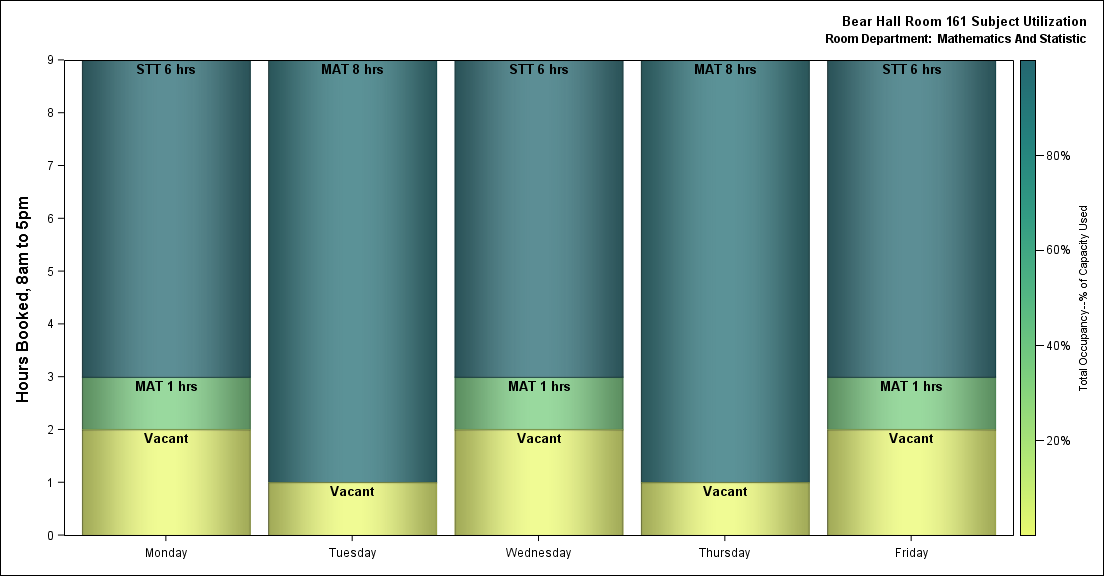 Bear Hall Room 161 Subject Utilization
Room Department: Mathematics And Statistic
Hours Booked, 8am to 5pm
9
8
7
6
5
4
3
2
1
0
STT 6 hrs
MAT 1 hrs
Vacant
MAT 8 hrs
Vacant
STT 6 hrs
MAT 1 hrs
Vacant
MAT 8 hrs
Vacant
STT 6 hrs
MAT 1 hrs
Vacant
Monday
Tuesday
Wednesday
Thursday
Friday
80%
60%
40%
20%
Total Occupancy--% of Capacity Used